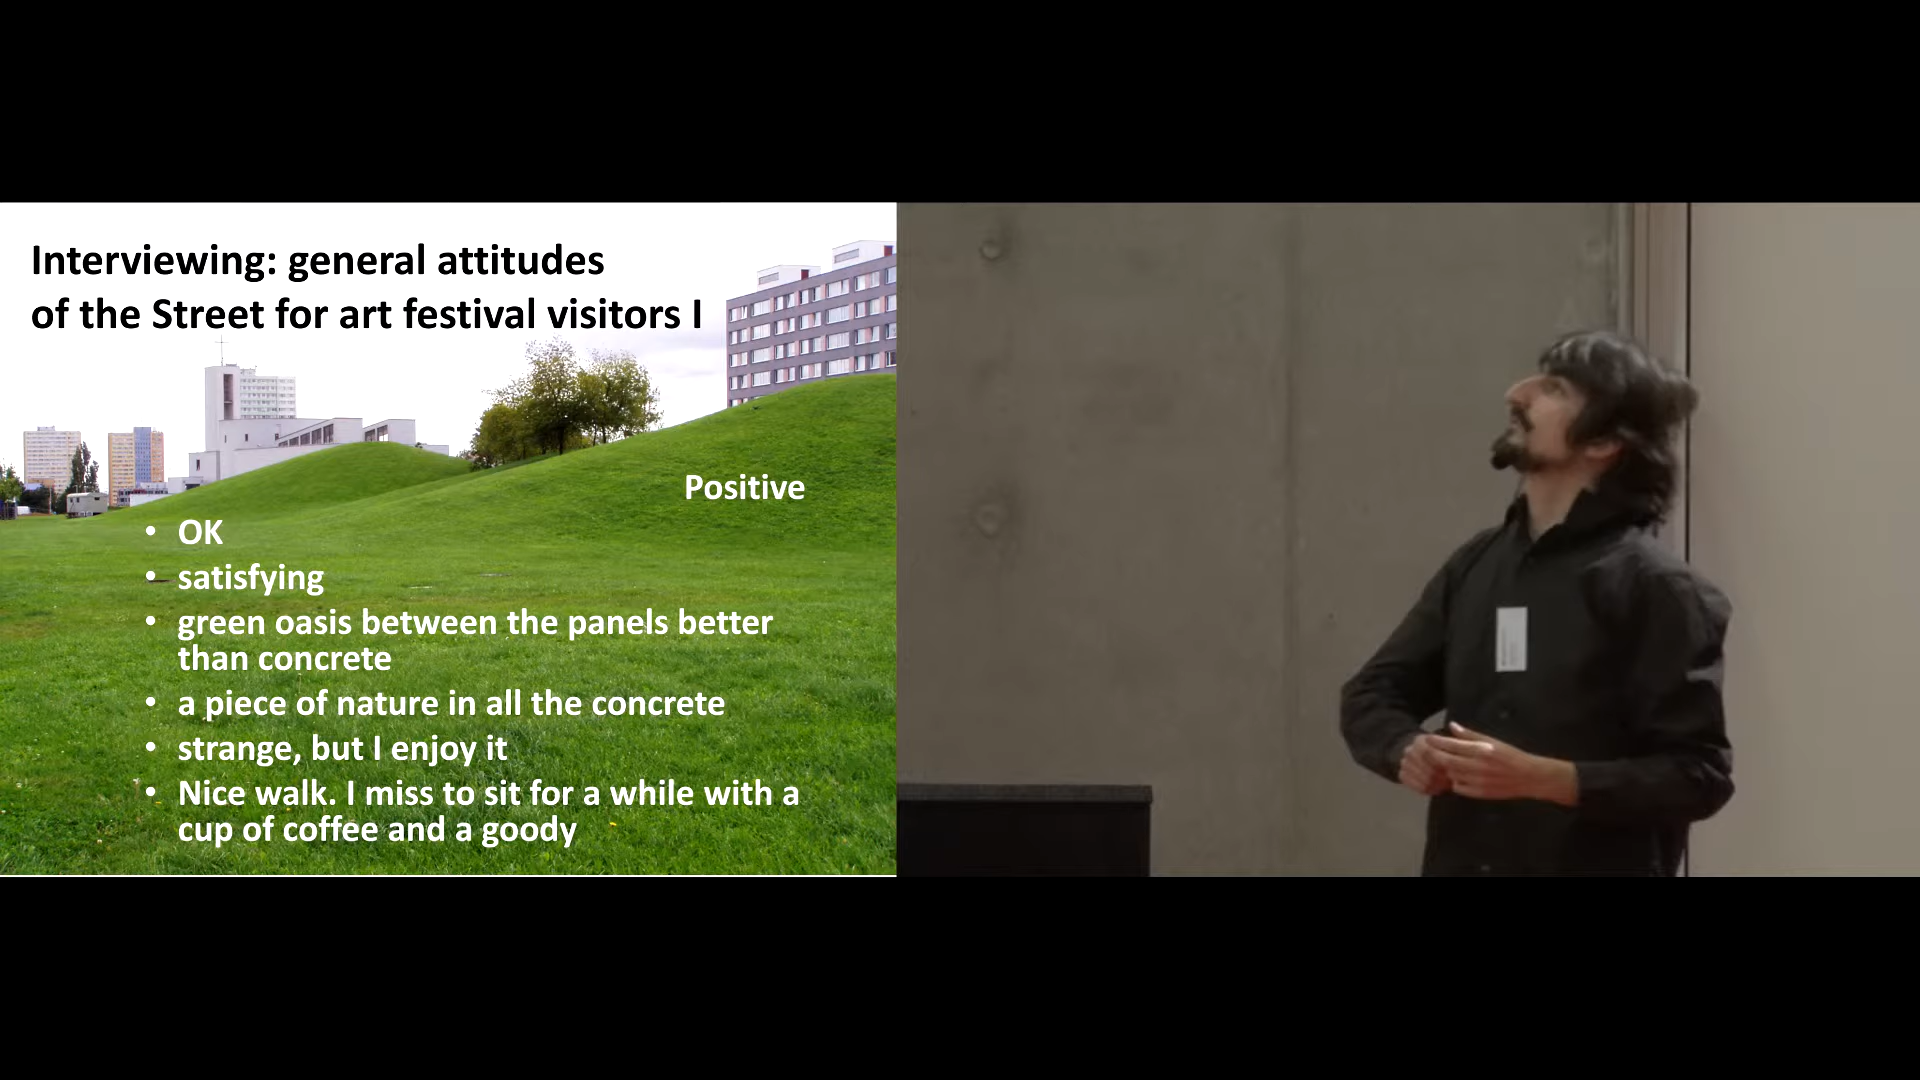 Interviewing: general attitudes
of the Street for art festival visitors I
Positive
• OK
• satisfying
• green oasis between the panels better
than concrete
• a piece of nature in all the concrete
• strange, but I enjoy it
• Nice walk. I miss to sit for a while with a
cup of coffee and a goody